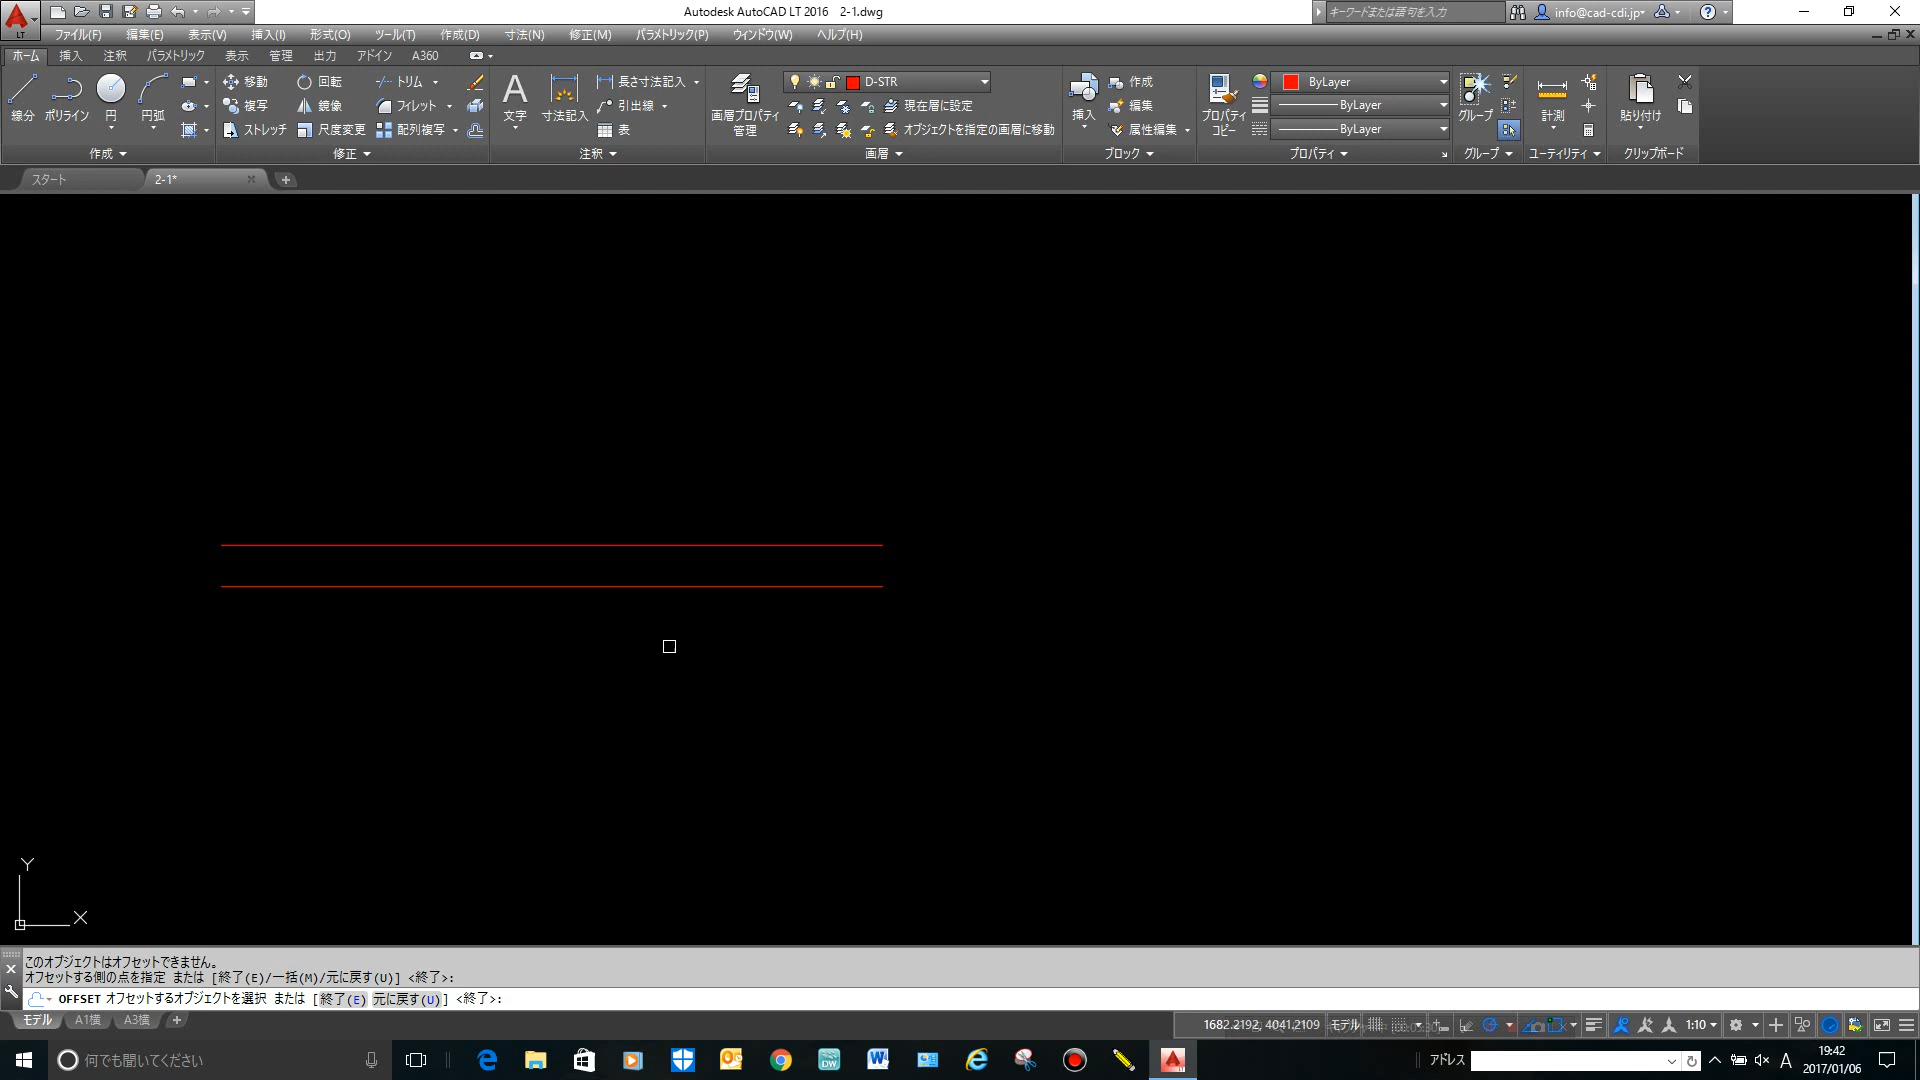 Autodesk AutoCAD LT 2016 2-1.dwg
キーワードまたは語句を入力
info@cad-cdi.jp
LT
ファイル(F) 編集(E) 表示(V) 挿入(I) 形式(O) ツール(T) 作成(D) 寸法(N) 修正(M) パラメトリック(P) ウィンドウ(W) ヘルプ(H)
ホーム 挿入 注釈 パラメトリック 表示 管理 出力 アドイン A360
線分 ポリライン 円 円弧
作成
移動 回転 トリム
複写 鏡像 フィレット
ストレッチ 尺度変更 配列複写
修正
文字 寸法記入
長さ寸法記入
引出線
表
注釈
画層プロパティ
管理
D-STR
現在層に設定
オブジェクトを指定の画層に移動
画層
挿入
作成
編集
属性編集
ブロック
プロパティ
コピー
ByLayer
ByLayer
ByLayer
プロパティ
グループ
グループ
計測
ユーティリティ
貼り付け
クリップボード
スタート 2-1*
Y
X
このオブジェクトはオフセットできません。
オフセットする側の点を指定 または [終了(E)/一括(M)/元に戻す(U)] <終了>:
OFFSET オフセットするオブジェクトを選択 または [終了(E) 元に戻す(U)] <終了>:
モデル A1横 A3横
1682.2192, 4041.2109 モデル 1:10
何でも聞いてください
アドレス
A
19:42
2017/01/06